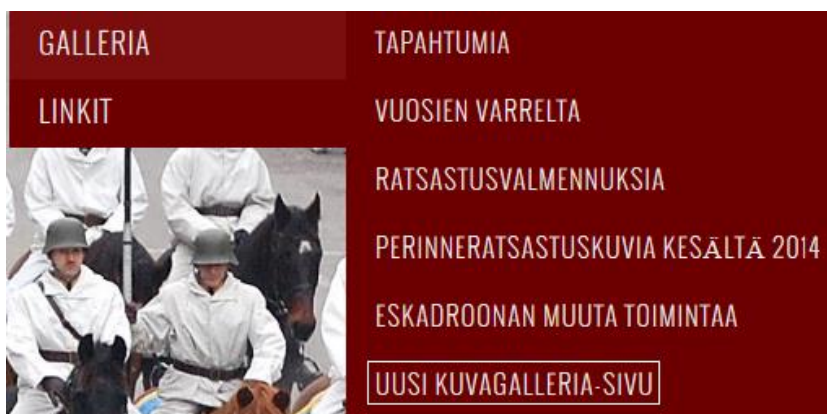 GALLERIA
LINKIT
TAPAHTUMIA
VUOSIEN VARRELTA
RATSASTUSVALMENNUKSIA
PERINNERATSASTUSKUVIA KESÄLTÄ 2014
ESKADROONAN MUUTA TOIMINTAA
UUSI KUVAGALLERIA-SIVU